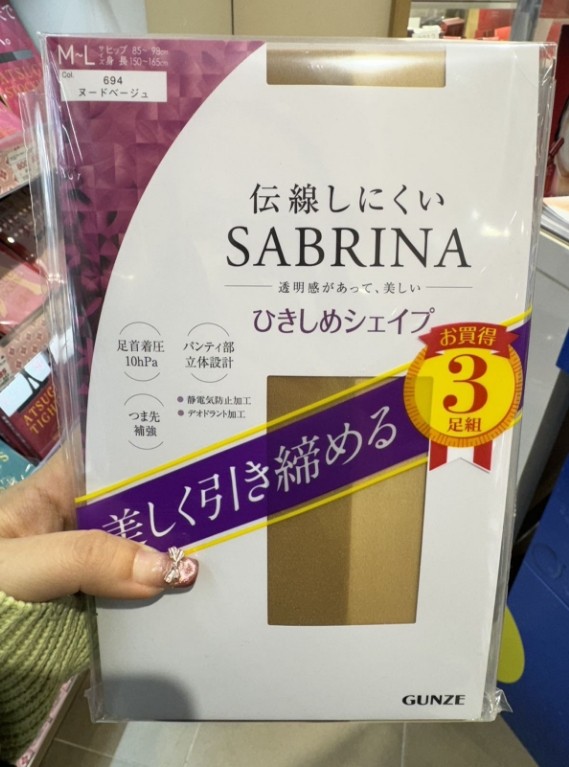 M~L ヒップ 85~98cm
身長 150~165cm
Col.
694
ヌードベージュ
伝線しにくい
SABRINA
透明感があって、美しい
ひきしめシェイプ
足首着圧
10hPa
パンティ部
立体設計
つま先
補強
● 静電気防止加工
● デオドラント加工
お買得
3
足組
美しく引き締める
GUNZE
ATSU
TIGH